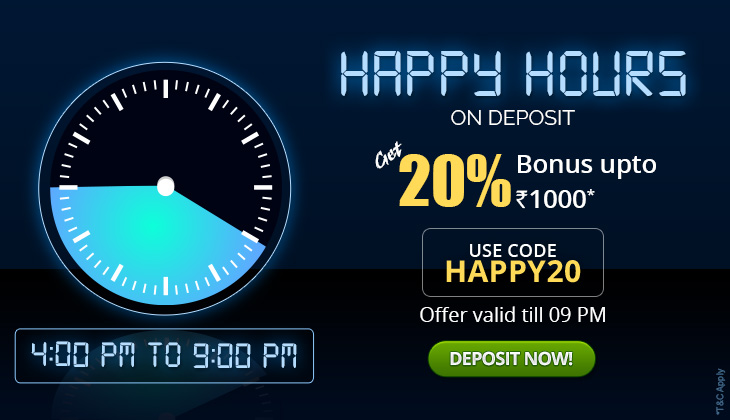 HAPPY HOURS
ON DEPOSIT
Get
20%
Bonus upto
₹1000*
USE CODE
HAPPY20
Offer valid till 09 PM
DEPOSIT NOW!
4:00 PM TO 9:00 PM
*T&C Apply